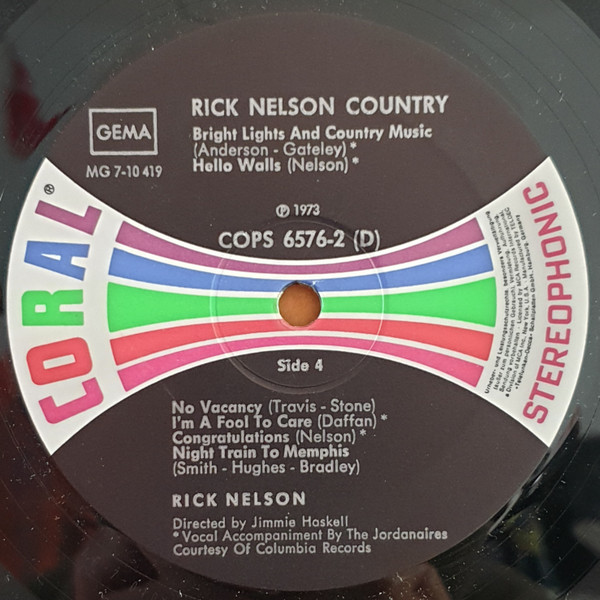 RICK NELSON COUNTRY
GEMA
Bright Lights And Country Music
(Anderson - Gateley) *
MG 7-10 419
Hello Walls (Nelson) *
℗ 1973
COPS 6576-2 (D)
CORAL®
STEREOPHONIC
Side 4
No Vacancy (Travis - Stone)
I'm A Fool To Care (Daffan) *
Congratulations (Nelson) *
Night Train To Memphis
(Smith - Hughes - Bradley)
RICK NELSON
Directed by Jimmie Haskell
* Vocal Accompaniment By The Jordanaires
Courtesy Of Columbia Records